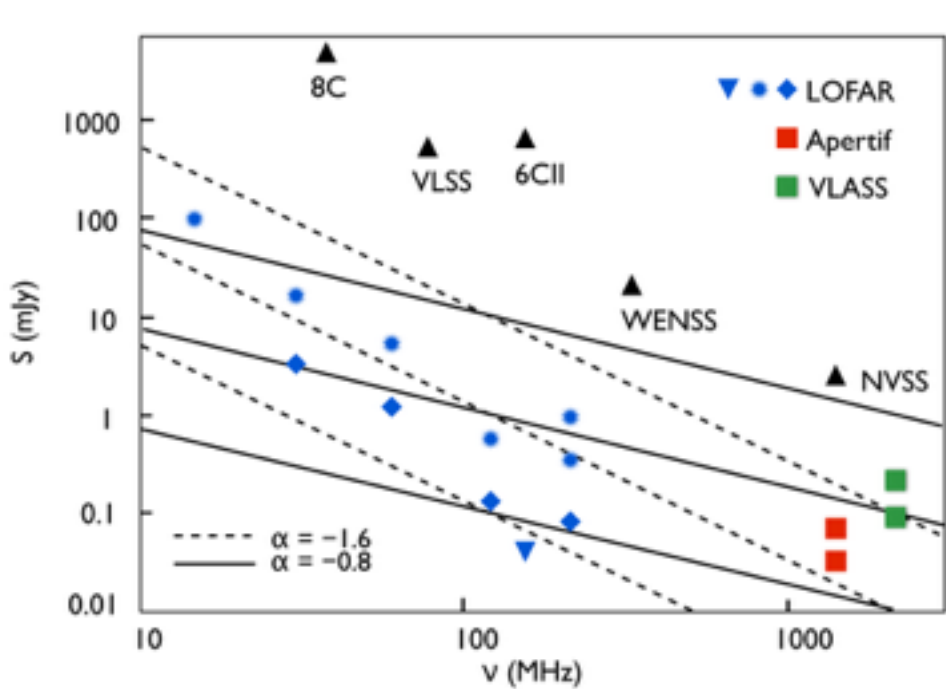 8C
LOFAR
1000
VLSS
6CII
Apertif
VLASS
100
S (mJy)
10
WENSS
NVSS
1
0.1
α = −1.6
α = −0.8
0.01
10
100
1000
ν (MHz)